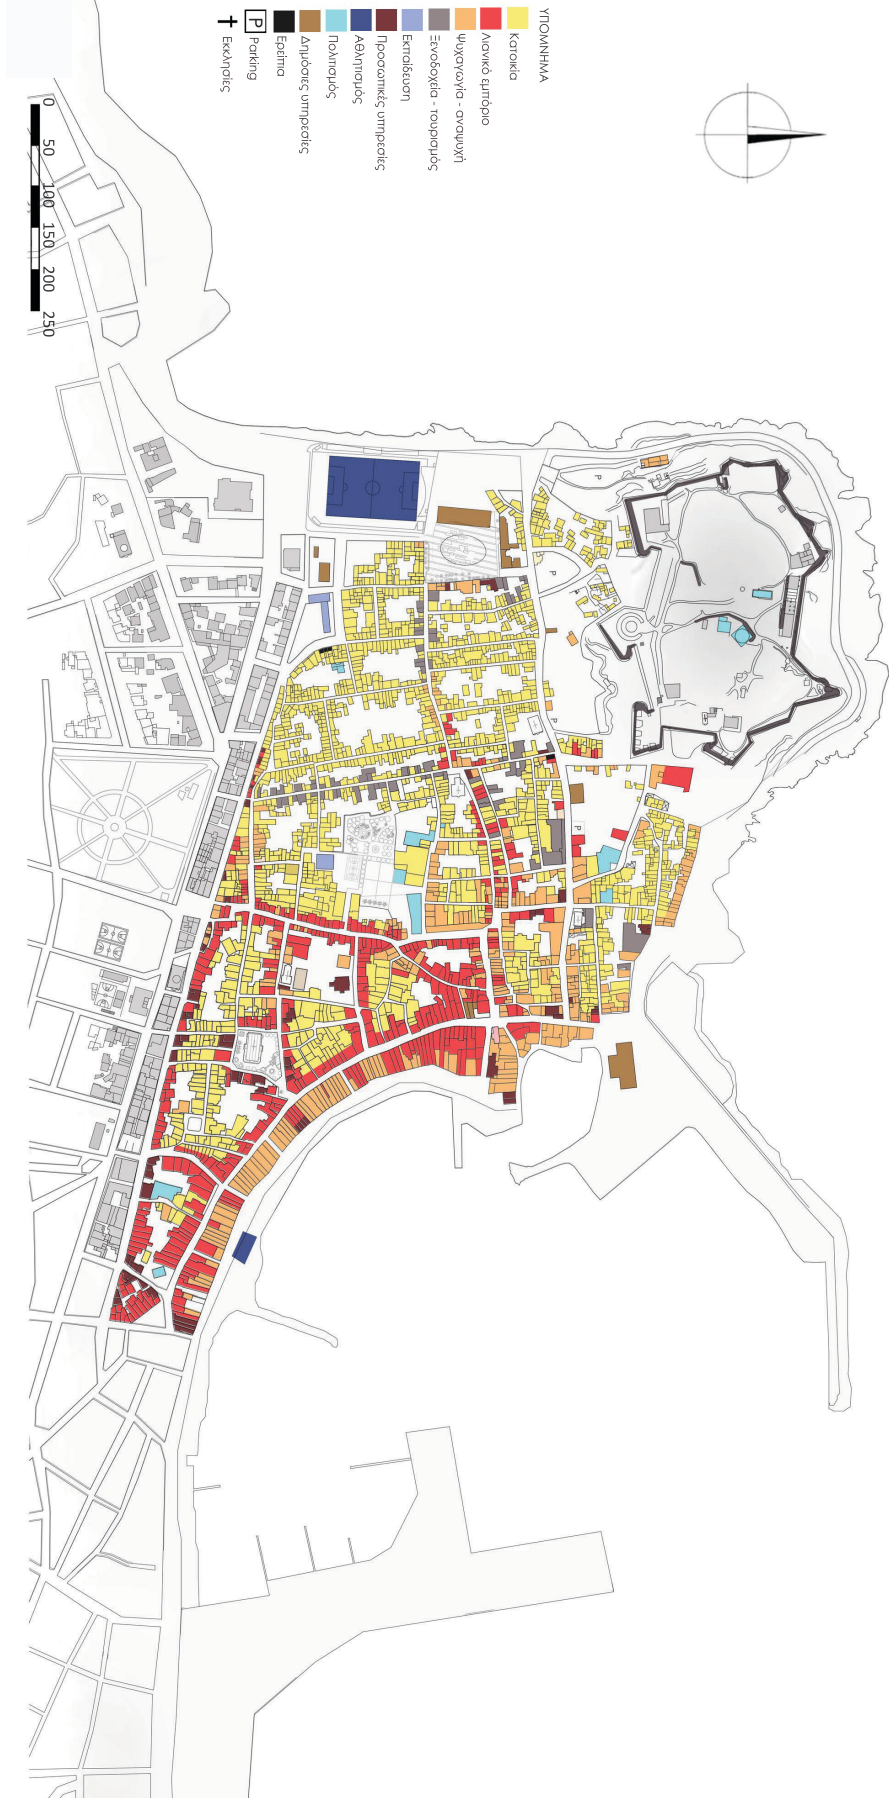 ΥΠΟΜΝΗΜΑ
Κατοικία
Λιανικό εμπόριο
Ψυχαγωγία - αναψυχή
Ξενοδοχεία - τουρισμός
Εκπαίδευση
Προσωπικές υπηρεσίες
Αθλητισμός
Πολιτισμός
Δημόσιες υπηρεσίες
Ερείπια
P Parking
Εκκλησίες
0 50 100 150 200 250
P
P
P
P